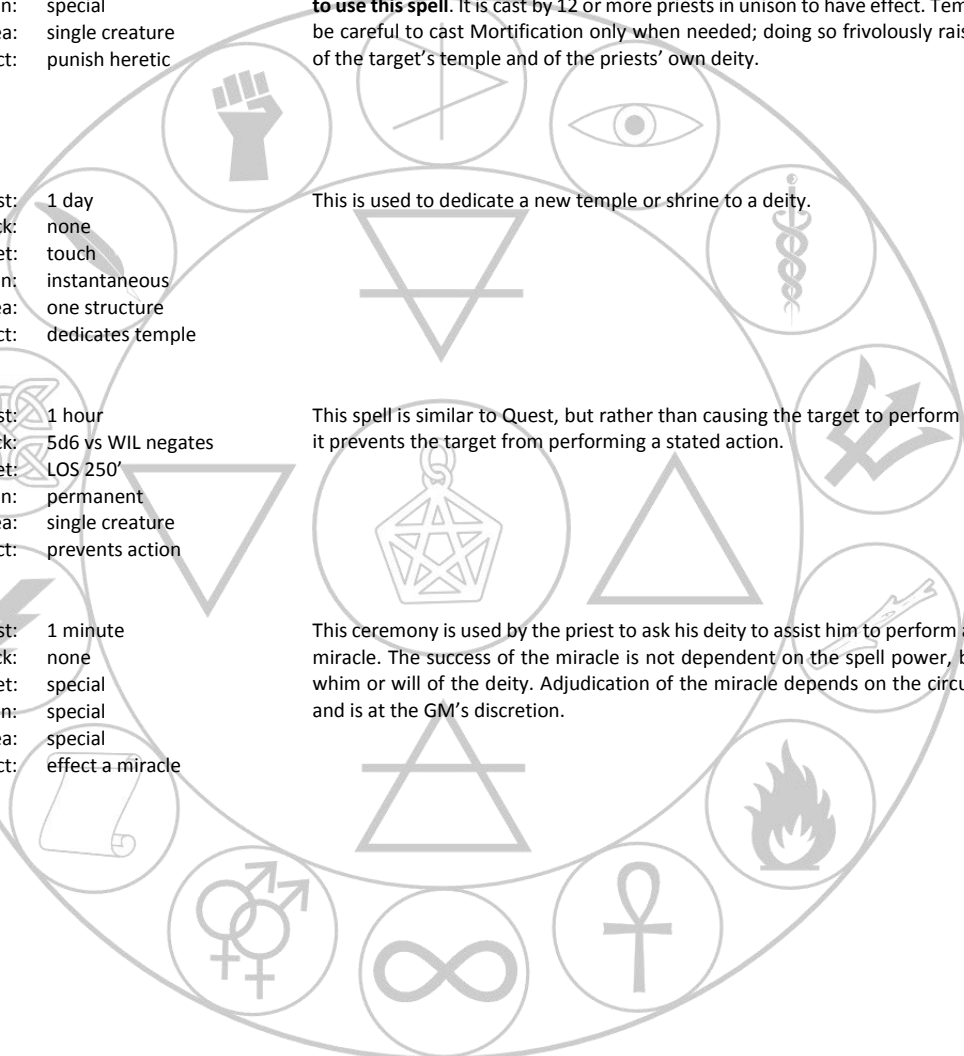 n: special
to use this spell. It is cast by 12 or more priests in unison to have effect. Tem
a: single creature
be careful to cast Mortification only when needed; doing so frivolously rais
ct: punish heretic
of the target's temple and of the priests' own deity.
st: 1 day
This is used to dedicate a new temple or shrine to a deity.
ck: none
et: touch
n: instantaneous
a: one structure
ct: dedicates temple
st: 1 hour
This spell is similar to Quest, but rather than causing the target to perform
ck: 5d6 vs WIL negates
it prevents the target from performing a stated action.
et: LOS 250'
n: permanent
a: single creature
ct: prevents action
st: 1 minute
This ceremony is used by the priest to ask his deity to assist him to perform a
ck: none
miracle. The success of the miracle is not dependent on the spell power, b
et: special
whim or will of the deity. Adjudication of the miracle depends on the circu
n: special
and is at the GM's discretion.
ea: special
ct: effect a miracle